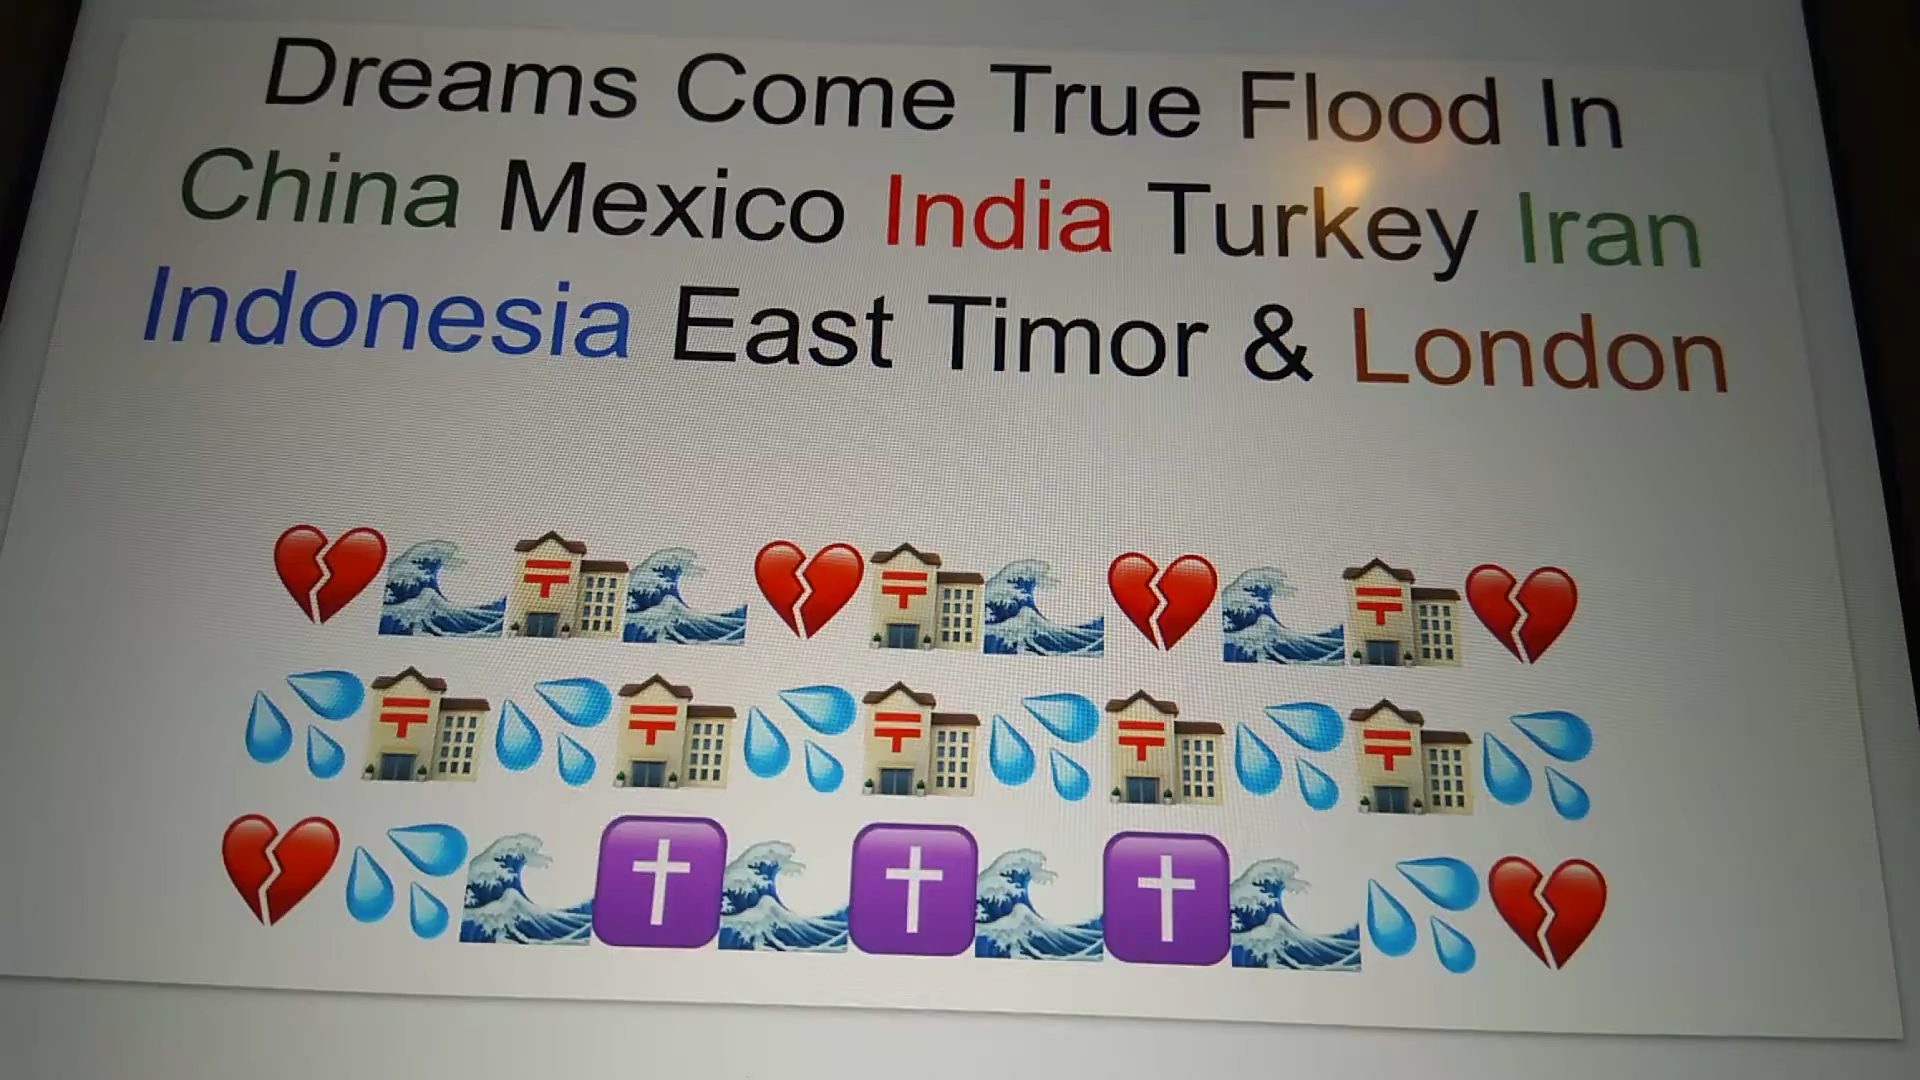 Dreams Come True Flood In
China Mexico India Turkey Iran
Indonesia East Timor & London